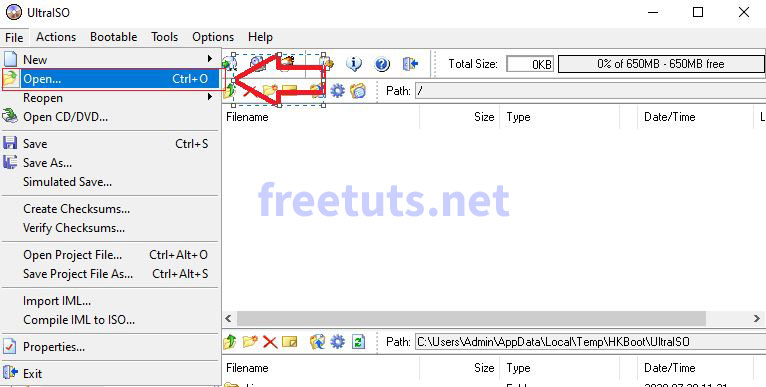 UltraISO
File Actions Bootable Tools Options Help
New
Open... Ctrl+O
Reopen
Open CD/DVD...
Save Ctrl+S
Save As...
Simulated Save...
Create Checksums...
Verify Checksums...
Open Project File... Ctrl+Alt+O
Save Project File As... Ctrl+Alt+S
Import IML...
Compile IML to ISO...
Properties...
Exit
Total Size: 0KB 0% of 650MB - 650MB free
Path: /
Filename Size Type Date/Time L
freetuts.net
Path: C:\Users\Admin\AppData\Local\Temp\HKBoot\UltraISO
Filename Size Type Date/Time